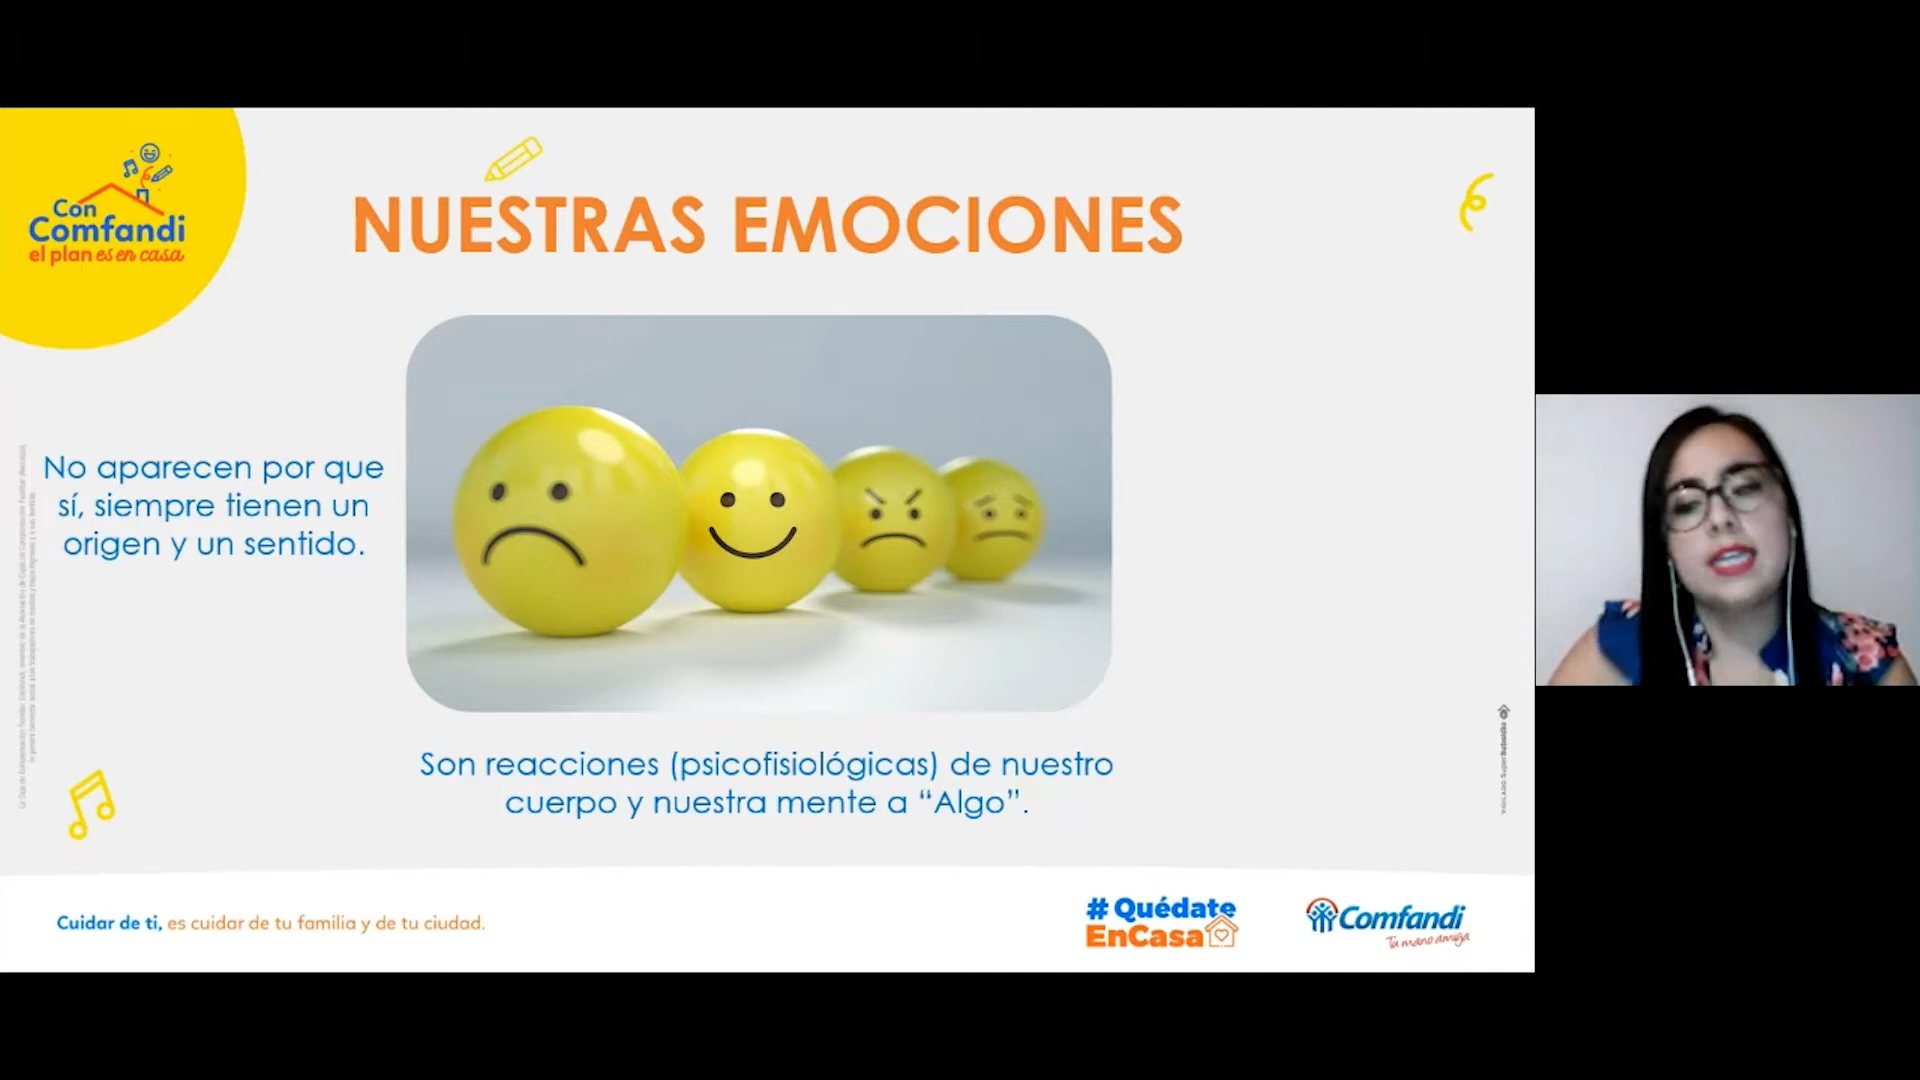 Con
Comfandi
el plan es en casa
NUESTRAS EMOCIONES
No aparecen por que
sí, siempre tienen un
origen y un sentido.
Son reacciones (psicofisiológicas) de nuestro
cuerpo y nuestra mente a “Algo”.
VIGILADO SuperSubsidio
Cuidar de ti, es cuidar de tu familia y de tu ciudad.
# Quédate
EnCasa
Comfandi
Tu mano amiga